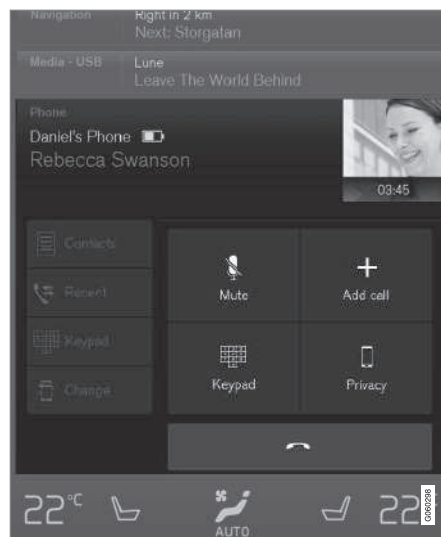 Navigation
Right in 2 km
Next: Storgatan
Media - USB
Lune
Leave The World Behind
Phone
Daniel's Phone
Rebecca Swanson
03:45
Contacts
Recent
Keypad
Change
Mute
Add call
Keypad
Privacy
22°C
AUTO
22°
G060298